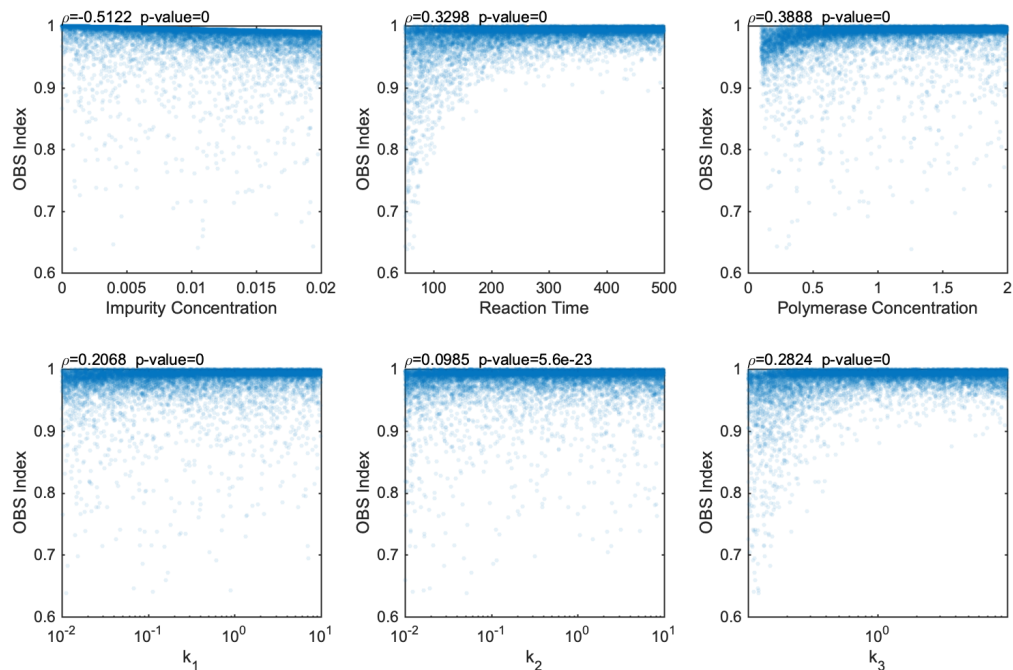 ρ=-0.5122 p-value=0
1
0.9
0.8
0.7
0.6
OBS Index
0 0.005 0.01 0.015 0.02
Impurity Concentration
ρ=0.3298 p-value=0
1
0.9
0.8
0.7
0.6
OBS Index
100 200 300 400 500
Reaction Time
ρ=0.3888 p-value=0
1
0.9
0.8
0.7
0.6
OBS Index
0 0.5 1 1.5 2
Polymerase Concentration
ρ=0.2068 p-value=0
1
0.9
0.8
0.7
0.6
OBS Index
10⁻² 10⁻¹ 10⁰ 10¹
k₁
ρ=0.0985 p-value=5.6e-23
1
0.9
0.8
0.7
0.6
OBS Index
10⁻² 10⁻¹ 10⁰ 10¹
k₂
ρ=0.2824 p-value=0
1
0.9
0.8
0.7
0.6
OBS Index
10⁰
k₃